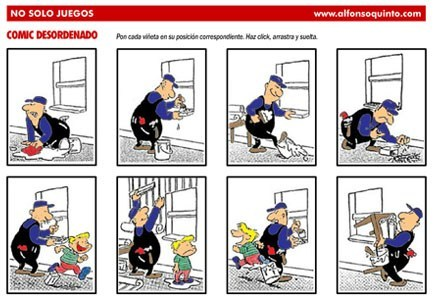 NO SOLO JUEGOS
www.alfonsoquinto.com
COMIC DESORDENADO
Pon cada viñeta en su posición correspondiente. Haz click, arrastra y suelta.